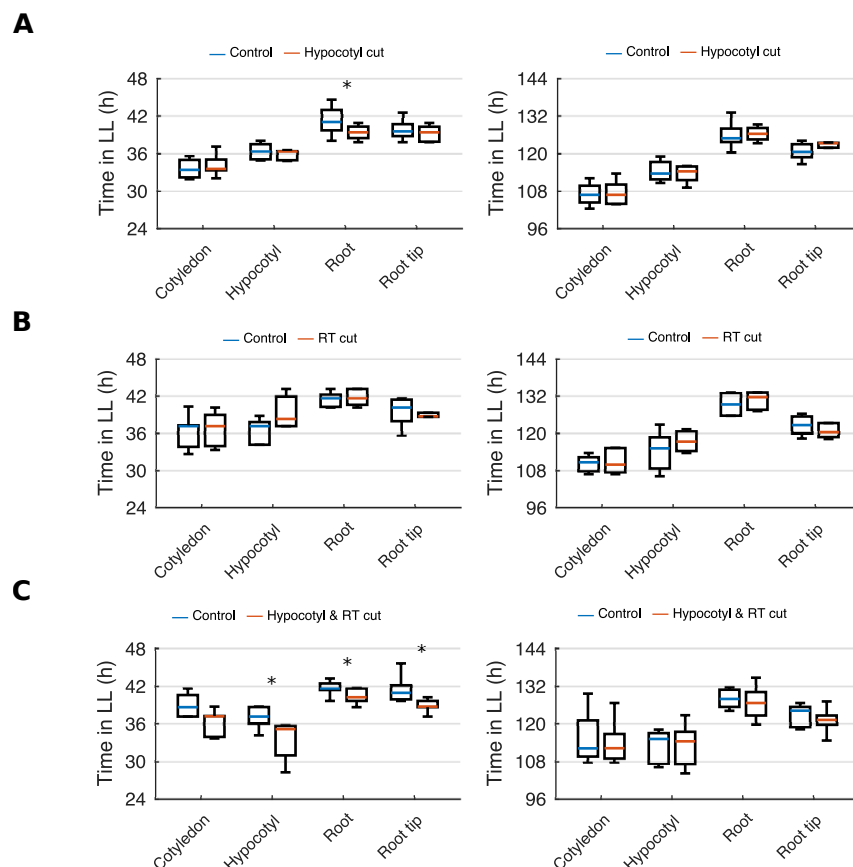 A
Control Hypocotyl cut
Control Hypocotyl cut
Time in LL (h)
48
42
36
30
24
*
Cotyledon
Hypocotyl
Root
Root tip
Time in LL (h)
144
132
120
108
96
Cotyledon
Hypocotyl
Root
Root tip
B
Control RT cut
Control RT cut
Time in LL (h)
48
42
36
30
24
Cotyledon
Hypocotyl
Root
Root tip
Time in LL (h)
144
132
120
108
96
Cotyledon
Hypocotyl
Root
Root tip
C
Control Hypocotyl & RT cut
Control Hypocotyl & RT cut
Time in LL (h)
48
42
36
30
24
* * *
Cotyledon
Hypocotyl
Root
Root tip
Time in LL (h)
144
132
120
108
96
Cotyledon
Hypocotyl
Root
Root tip